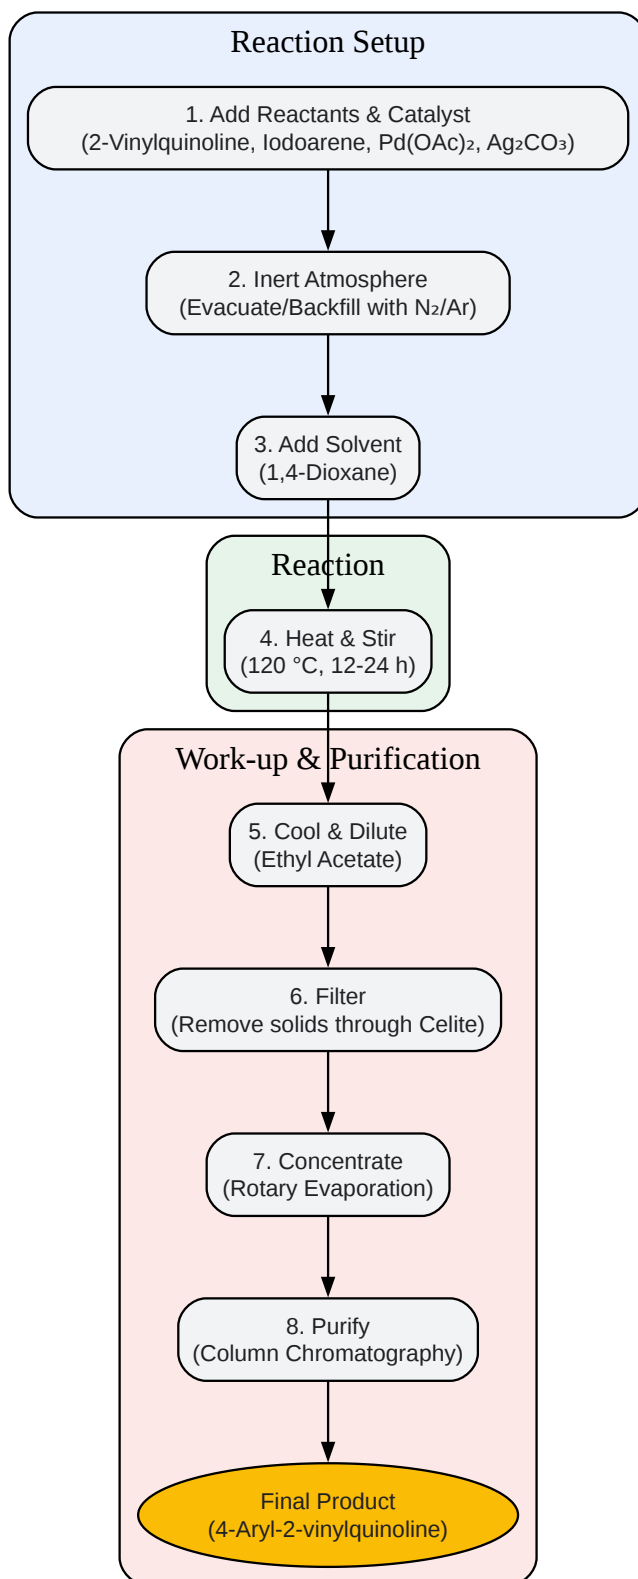 Reaction Setup
1. Add Reactants & Catalyst
(2-Vinylquinoline, Iodoarene, Pd(OAc)₂, Ag₂CO₃)
2. Inert Atmosphere
(Evacuate/Backfill with N₂/Ar)
3. Add Solvent
(1,4-Dioxane)
Reaction
4. Heat & Stir
(120 °C, 12-24 h)
Work-up & Purification
5. Cool & Dilute
(Ethyl Acetate)
6. Filter
(Remove solids through Celite)
7. Concentrate
(Rotary Evaporation)
8. Purify
(Column Chromatography)
Final Product
(4-Aryl-2-vinylquinoline)